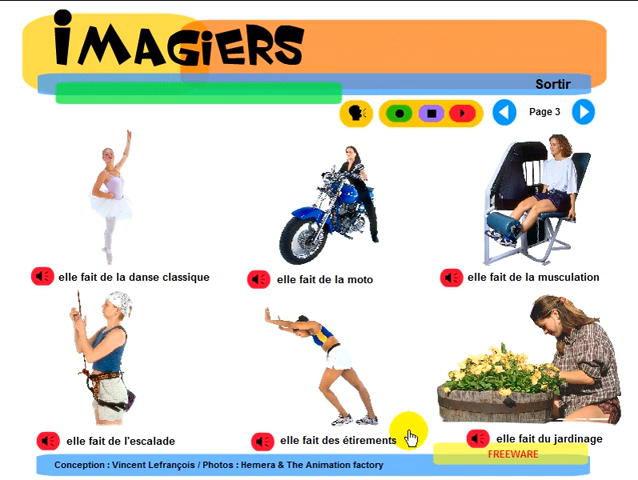 iMAGiERS
Sortir
Page 3
elle fait de la danse classique
elle fait de la moto
elle fait de la musculation
elle fait de l'escalade
elle fait des étirements
elle fait du jardinage
FREEWARE
Conception : Vincent Lefrançois / Photos : Hemera & The Animation factory